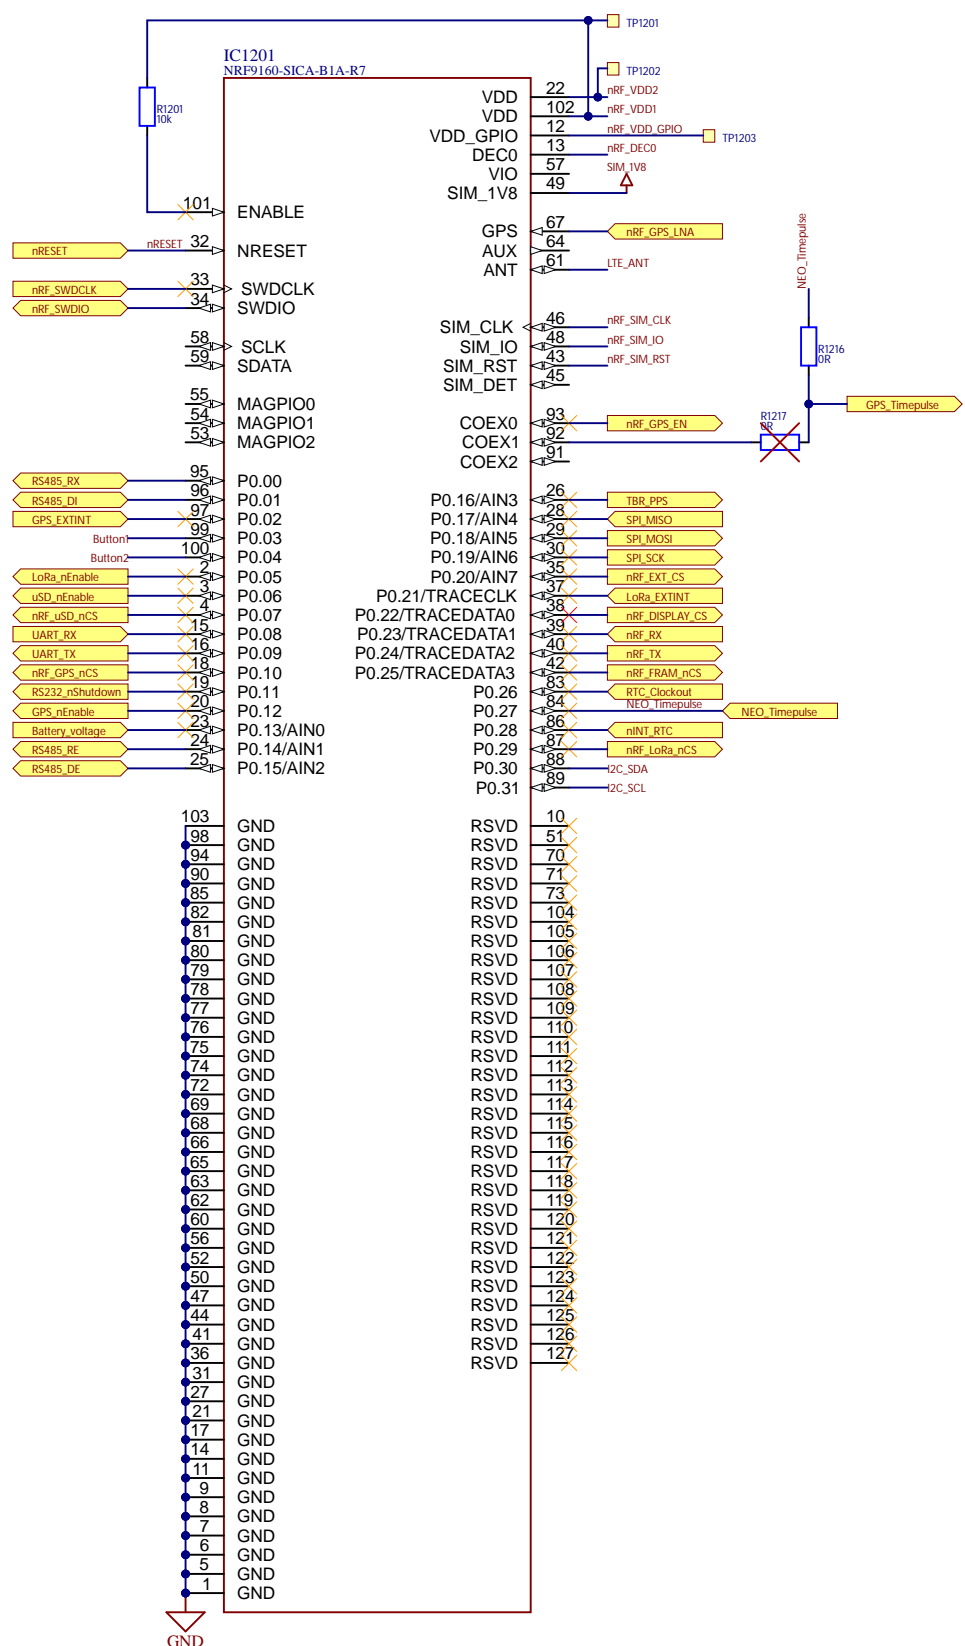 TP1201
IC1201
NRF9160-SICA-B1A-R7
TP1202
VDD 22 nRF_VDD2
R1201
10k
VDD 102 nRF_VDD1
VDD_GPIO 12 nRF_VDD_GPIO TP1203
DEC0 13 nRF_DEC0
VIO 57
SIM_1V8
SIM_1V8 49
101 ENABLE
GPS 67 nRF_GPS_LNA
nRESET nRESET 32 NRESET
AUX 64
ANT 61 LTE_ANT
NEO_Timepulse
nRF_SWDCLK 33 SWDCLK
nRF_SWDIO 34 SWDIO
SIM_CLK 46 nRF_SIM_CLK
58 SCLK
SIM_IO 48 nRF_SIM_IO
R1216
0R
59 SDATA
SIM_RST 43 nRF_SIM_RST
SIM_DET 45
55 MAGPIO0
GPS_Timepulse
54 MAGPIO1
COEX0 93 nRF_GPS_EN
R1217
0R
53 MAGPIO2
COEX1 92
COEX2 91
RS485_RX 95 P0.00
RS485_DI 96 P0.01
P0.16/AIN3 26 TBR_PPS
GPS_EXTINT 97 P0.02
P0.17/AIN4 28 SPI_MISO
Button1 99 P0.03
P0.18/AIN5 29 SPI_MOSI
Button2 100 P0.04
P0.19/AIN6 30 SPI_SCK
LoRa_nEnable 2 P0.05
P0.20/AIN7 35 nRF_EXT_CS
uSD_nEnable 3 P0.06
P0.21/TRACECLK 37 LoRa_EXTINT
nRF_uSD_nCS 4 P0.07
P0.22/TRACEDATA0 38 nRF_DISPLAY_CS
UART_RX 15 P0.08
P0.23/TRACEDATA1 39 nRF_RX
UART_TX 16 P0.09
P0.24/TRACEDATA2 40 nRF_TX
nRF_GPS_nCS 18 P0.10
P0.25/TRACEDATA3 42 nRF_FRAM_nCS
RS232_nShutdown 19 P0.11
P0.26 83 RTC_Clockout
GPS_nEnable 20 P0.12
P0.27 84 NEO_Timepulse NEO_Timepulse
Battery_voltage 23 P0.13/AIN0
P0.28 86 nINT_RTC
RS485_RE 24 P0.14/AIN1
P0.29 87 nRF_LoRa_nCS
RS485_DE 25 P0.15/AIN2
P0.30 88 I2C_SDA
P0.31 89 I2C_SCL
103 GND RSVD 10
98 GND RSVD 51
94 GND RSVD 70
90 GND RSVD 71
85 GND RSVD 73
82 GND RSVD 104
81 GND RSVD 105
80 GND RSVD 106
79 GND RSVD 107
78 GND RSVD 108
77 GND RSVD 109
76 GND RSVD 110
75 GND RSVD 111
74 GND RSVD 112
72 GND RSVD 113
69 GND RSVD 114
68 GND RSVD 115
66 GND RSVD 116
65 GND RSVD 117
63 GND RSVD 118
62 GND RSVD 119
60 GND RSVD 120
56 GND RSVD 121
52 GND RSVD 122
50 GND RSVD 123
47 GND RSVD 124
44 GND RSVD 125
41 GND RSVD 126
36 GND RSVD 127
31 GND
27 GND
21 GND
17 GND
14 GND
11 GND
9 GND
8 GND
7 GND
6 GND
5 GND
1 GND
GND